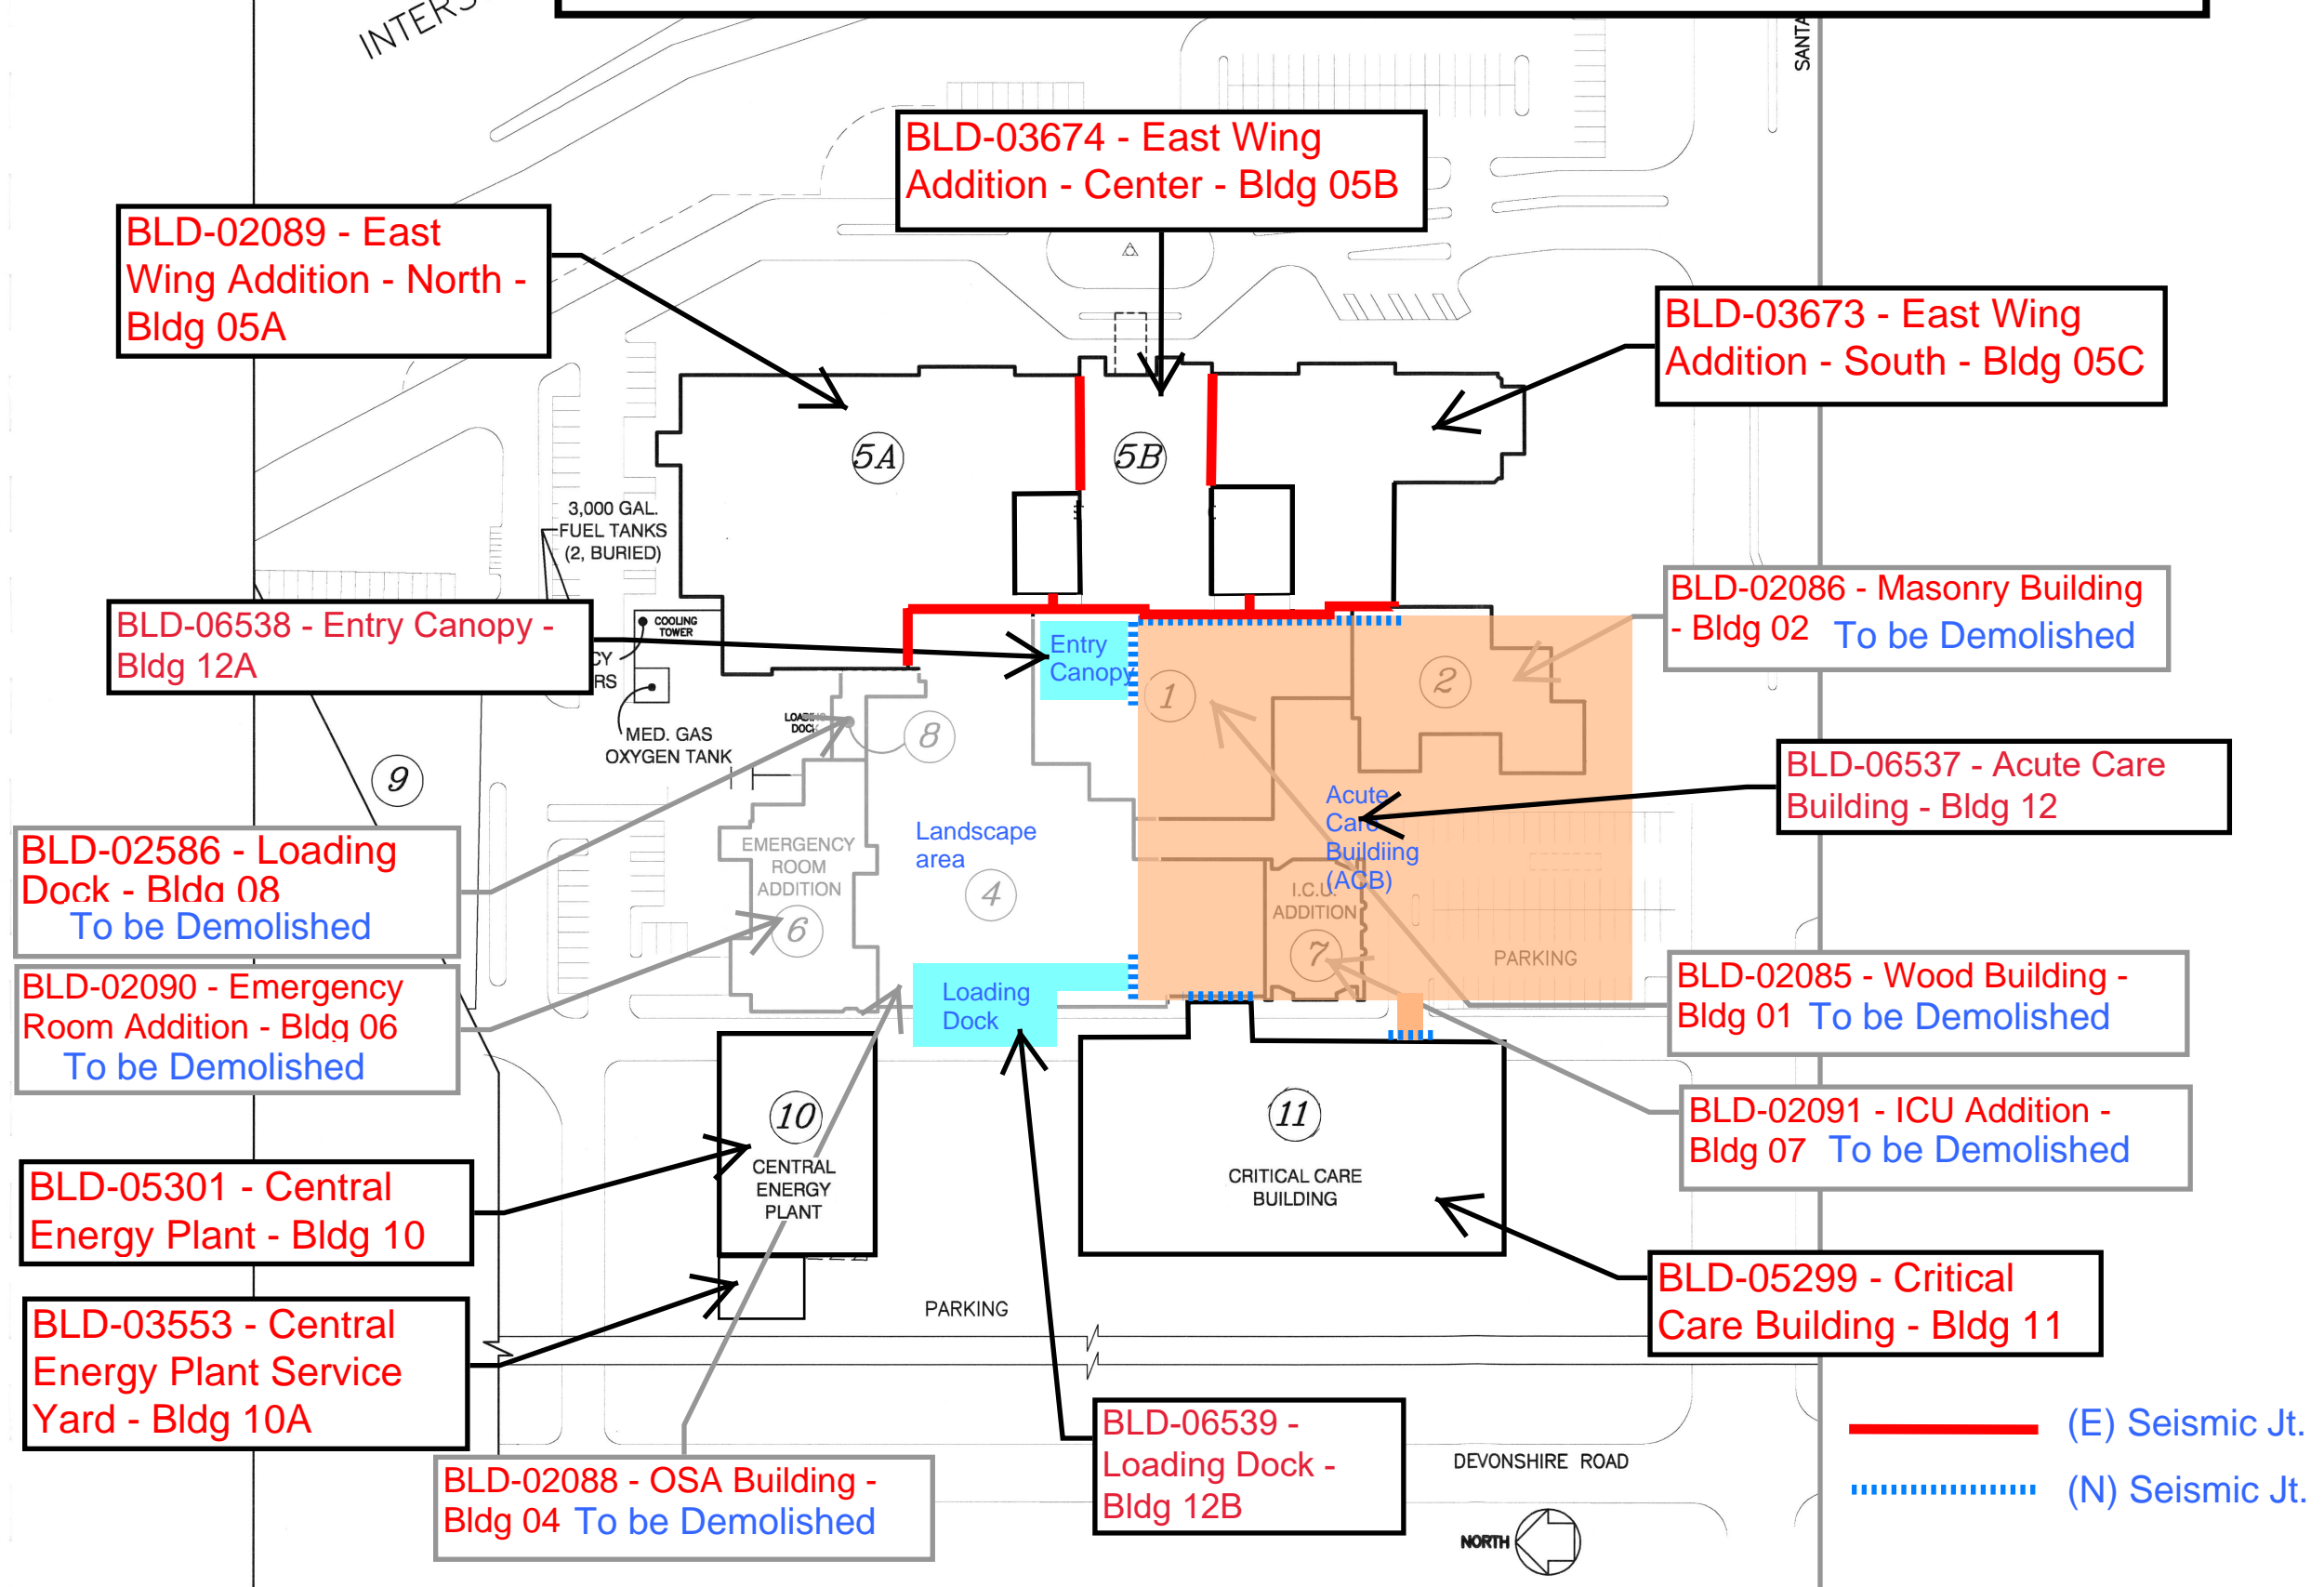 INTERS
SANTA
BLD-03674 - East Wing
Addition - Center - Bldg 05B
BLD-02089 - East
Wing Addition - North -
Bldg 05A
BLD-03673 - East Wing
Addition - South - Bldg 05C
5A
5B
3,000 GAL.
FUEL TANKS
(2, BURIED)
BLD-02086 - Masonry Building
- Bldg 02 To be Demolished
BLD-06538 - Entry Canopy -
Bldg 12A
COOLING
TOWER
CY
RS
Entry
Canopy
1
2
LOADING
DOCK
8
MED. GAS
OXYGEN TANK
9
BLD-06537 - Acute Care
Building - Bldg 12
Acute
Care
Buildiing
(ACB)
Landscape
area
4
EMERGENCY
ROOM
ADDITION
6
I.C.U.
ADDITION
7
PARKING
BLD-02586 - Loading
Dock - Bldg 08
To be Demolished
BLD-02090 - Emergency
Room Addition - Bldg 06
To be Demolished
BLD-02085 - Wood Building -
Bldg 01 To be Demolished
Loading
Dock
10
CENTRAL
ENERGY
PLANT
11
CRITICAL CARE
BUILDING
BLD-02091 - ICU Addition -
Bldg 07 To be Demolished
BLD-05301 - Central
Energy Plant - Bldg 10
BLD-05299 - Critical
Care Building - Bldg 11
BLD-03553 - Central
Energy Plant Service
Yard - Bldg 10A
PARKING
BLD-06539 -
Loading Dock -
Bldg 12B
(E) Seismic Jt.
(N) Seismic Jt.
DEVONSHIRE ROAD
BLD-02088 - OSA Building -
Bldg 04 To be Demolished
NORTH